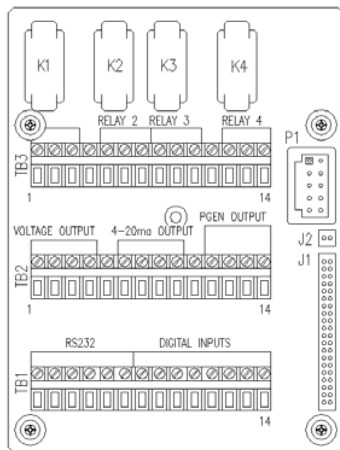 K1 K2 K3 K4
RELAY 2 RELAY 3 RELAY 4
P1
TB3
1 14
PGEN OUTPUT
VOLTAGE OUTPUT 4-20ma OUTPUT
J2
J1
TB2
1 14
RS232 DIGITAL INPUTS
TB1
14